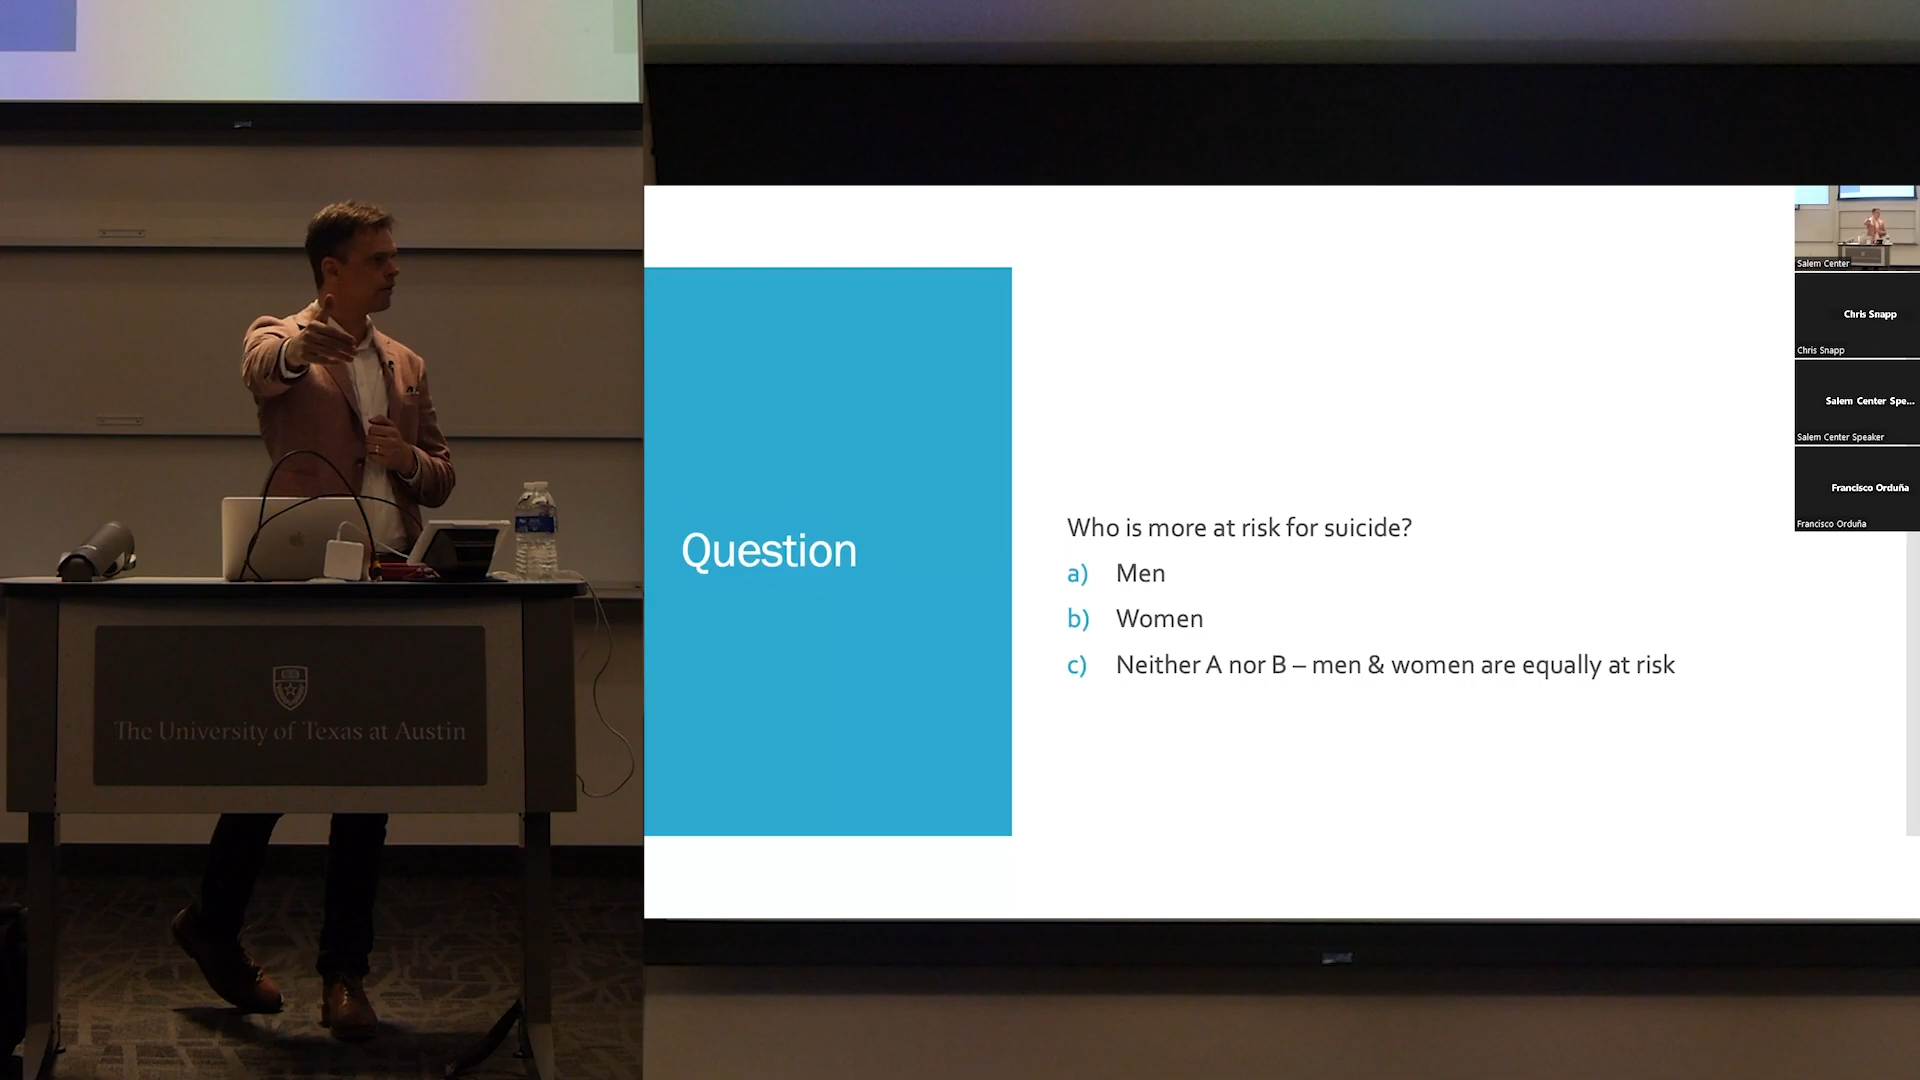 Question
Who is more at risk for suicide?
a) Men
b) Women
c) Neither A nor B – men & women are equally at risk
Salem Center
Chris Snapp
Chris Snapp
Salem Center Spe...
Salem Center Speaker
Francisco Orduña
Francisco Orduña
The University of Texas at Austin